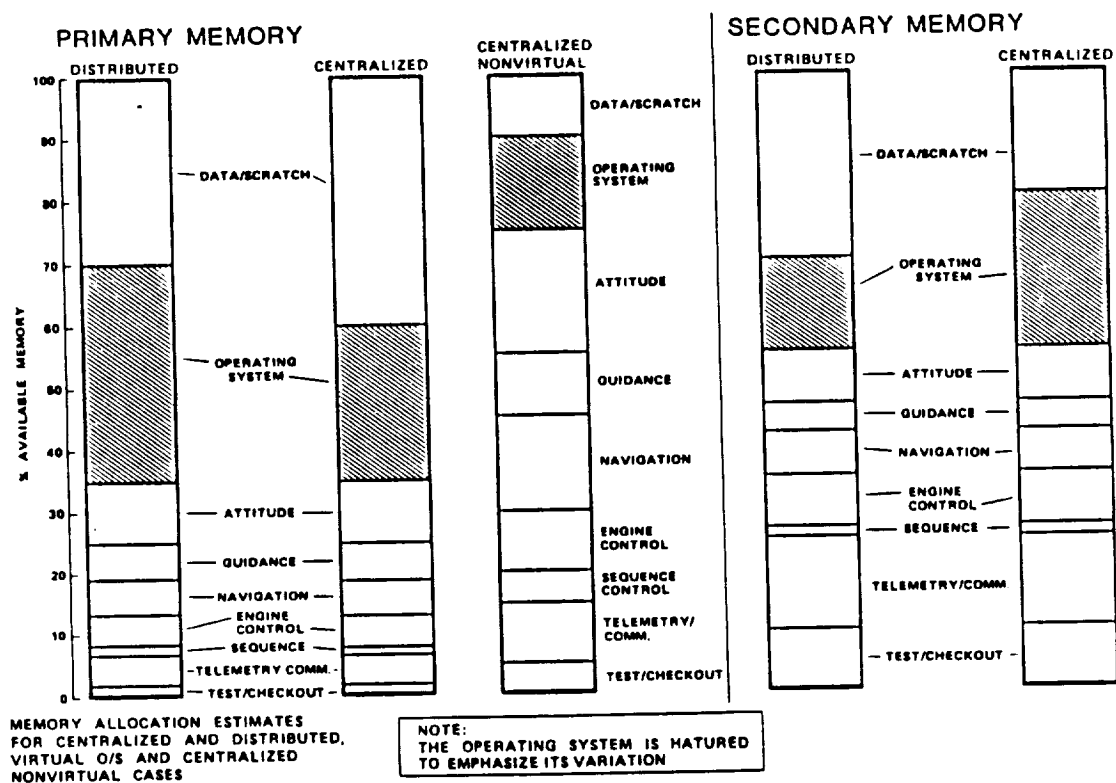 PRIMARY MEMORY
DISTRIBUTED
CENTRALIZED
CENTRALIZED
NONVIRTUAL
SECONDARY MEMORY
DISTRIBUTED
CENTRALIZED
% AVAILABLE MEMORY
100
90
80
70
60
50
40
30
20
10
0
DATA/SCRATCH
OPERATING
SYSTEM
ATTITUDE
GUIDANCE
NAVIGATION
ENGINE
CONTROL
SEQUENCE
TELEMETRY COMM.
TEST/CHECKOUT
DATA/SCRATCH
OPERATING
SYSTEM
ATTITUDE
GUIDANCE
NAVIGATION
ENGINE
CONTROL
SEQUENCE
CONTROL
TELEMETRY/
COMM.
TEST/CHECKOUT
DATA/SCRATCH
OPERATING
SYSTEM
ATTITUDE
GUIDANCE
NAVIGATION
ENGINE
CONTROL
SEQUENCE
TELEMETRY/COMM.
TEST/CHECKOUT
MEMORY ALLOCATION ESTIMATES
FOR CENTRALIZED AND DISTRIBUTED,
VIRTUAL O/S AND CENTRALIZED
NONVIRTUAL CASES
NOTE:
THE OPERATING SYSTEM IS HATURED
TO EMPHASIZE ITS VARIATION